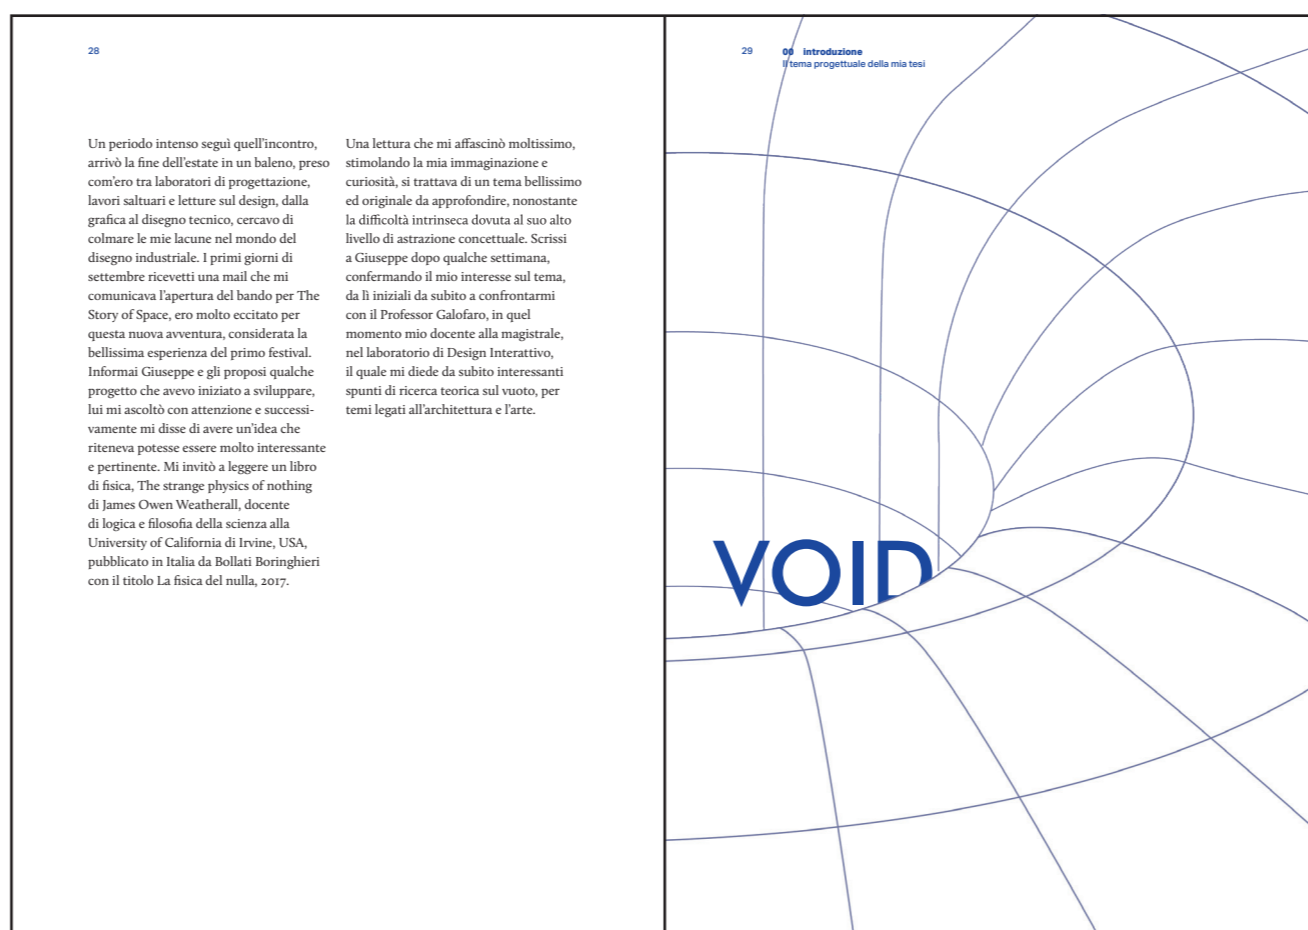 28
Un periodo intenso seguì quell'incontro,
arrivò la fine dell'estate in un baleno, preso
com'ero tra laboratori di progettazione,
lavori saltuari e letture sul design, dalla
grafica al disegno tecnico, cercavo di
colmare le mie lacune nel mondo del
disegno industriale. I primi giorni di
settembre ricevetti una mail che mi
comunicava l'apertura del bando per The
Story of Space, ero molto eccitato per
questa nuova avventura, considerata la
bellissima esperienza del primo festival.
Informai Giuseppe e gli proposi qualche
progetto che avevo iniziato a sviluppare,
lui mi ascoltò con attenzione e successi-
vamente mi disse di avere un'idea che
riteneva potesse essere molto interessante
e pertinente. Mi invitò a leggere un libro
di fisica, The strange physics of nothing
di James Owen Weatherall, docente
di logica e filosofia della scienza alla
University of California di Irvine, USA,
pubblicato in Italia da Bollati Boringhieri
con il titolo La fisica del nulla, 2017.
Una lettura che mi affascinò moltissimo,
stimolando la mia immaginazione e
curiosità, si trattava di un tema bellissimo
ed originale da approfondire, nonostante
la difficoltà intrinseca dovuta al suo alto
livello di astrazione concettuale. Scrissi
a Giuseppe dopo qualche settimana,
confermando il mio interesse sul tema,
da lì iniziali da subito a confrontarmi
con il Professor Galofaro, in quel
momento mio docente alla magistrale,
nel laboratorio di Design Interattivo,
il quale mi diede da subito interessanti
spunti di ricerca teorica sul vuoto, per
temi legati all'architettura e l'arte.
29
00 introduzione
Il tema progettuale della mia tesi
VOID